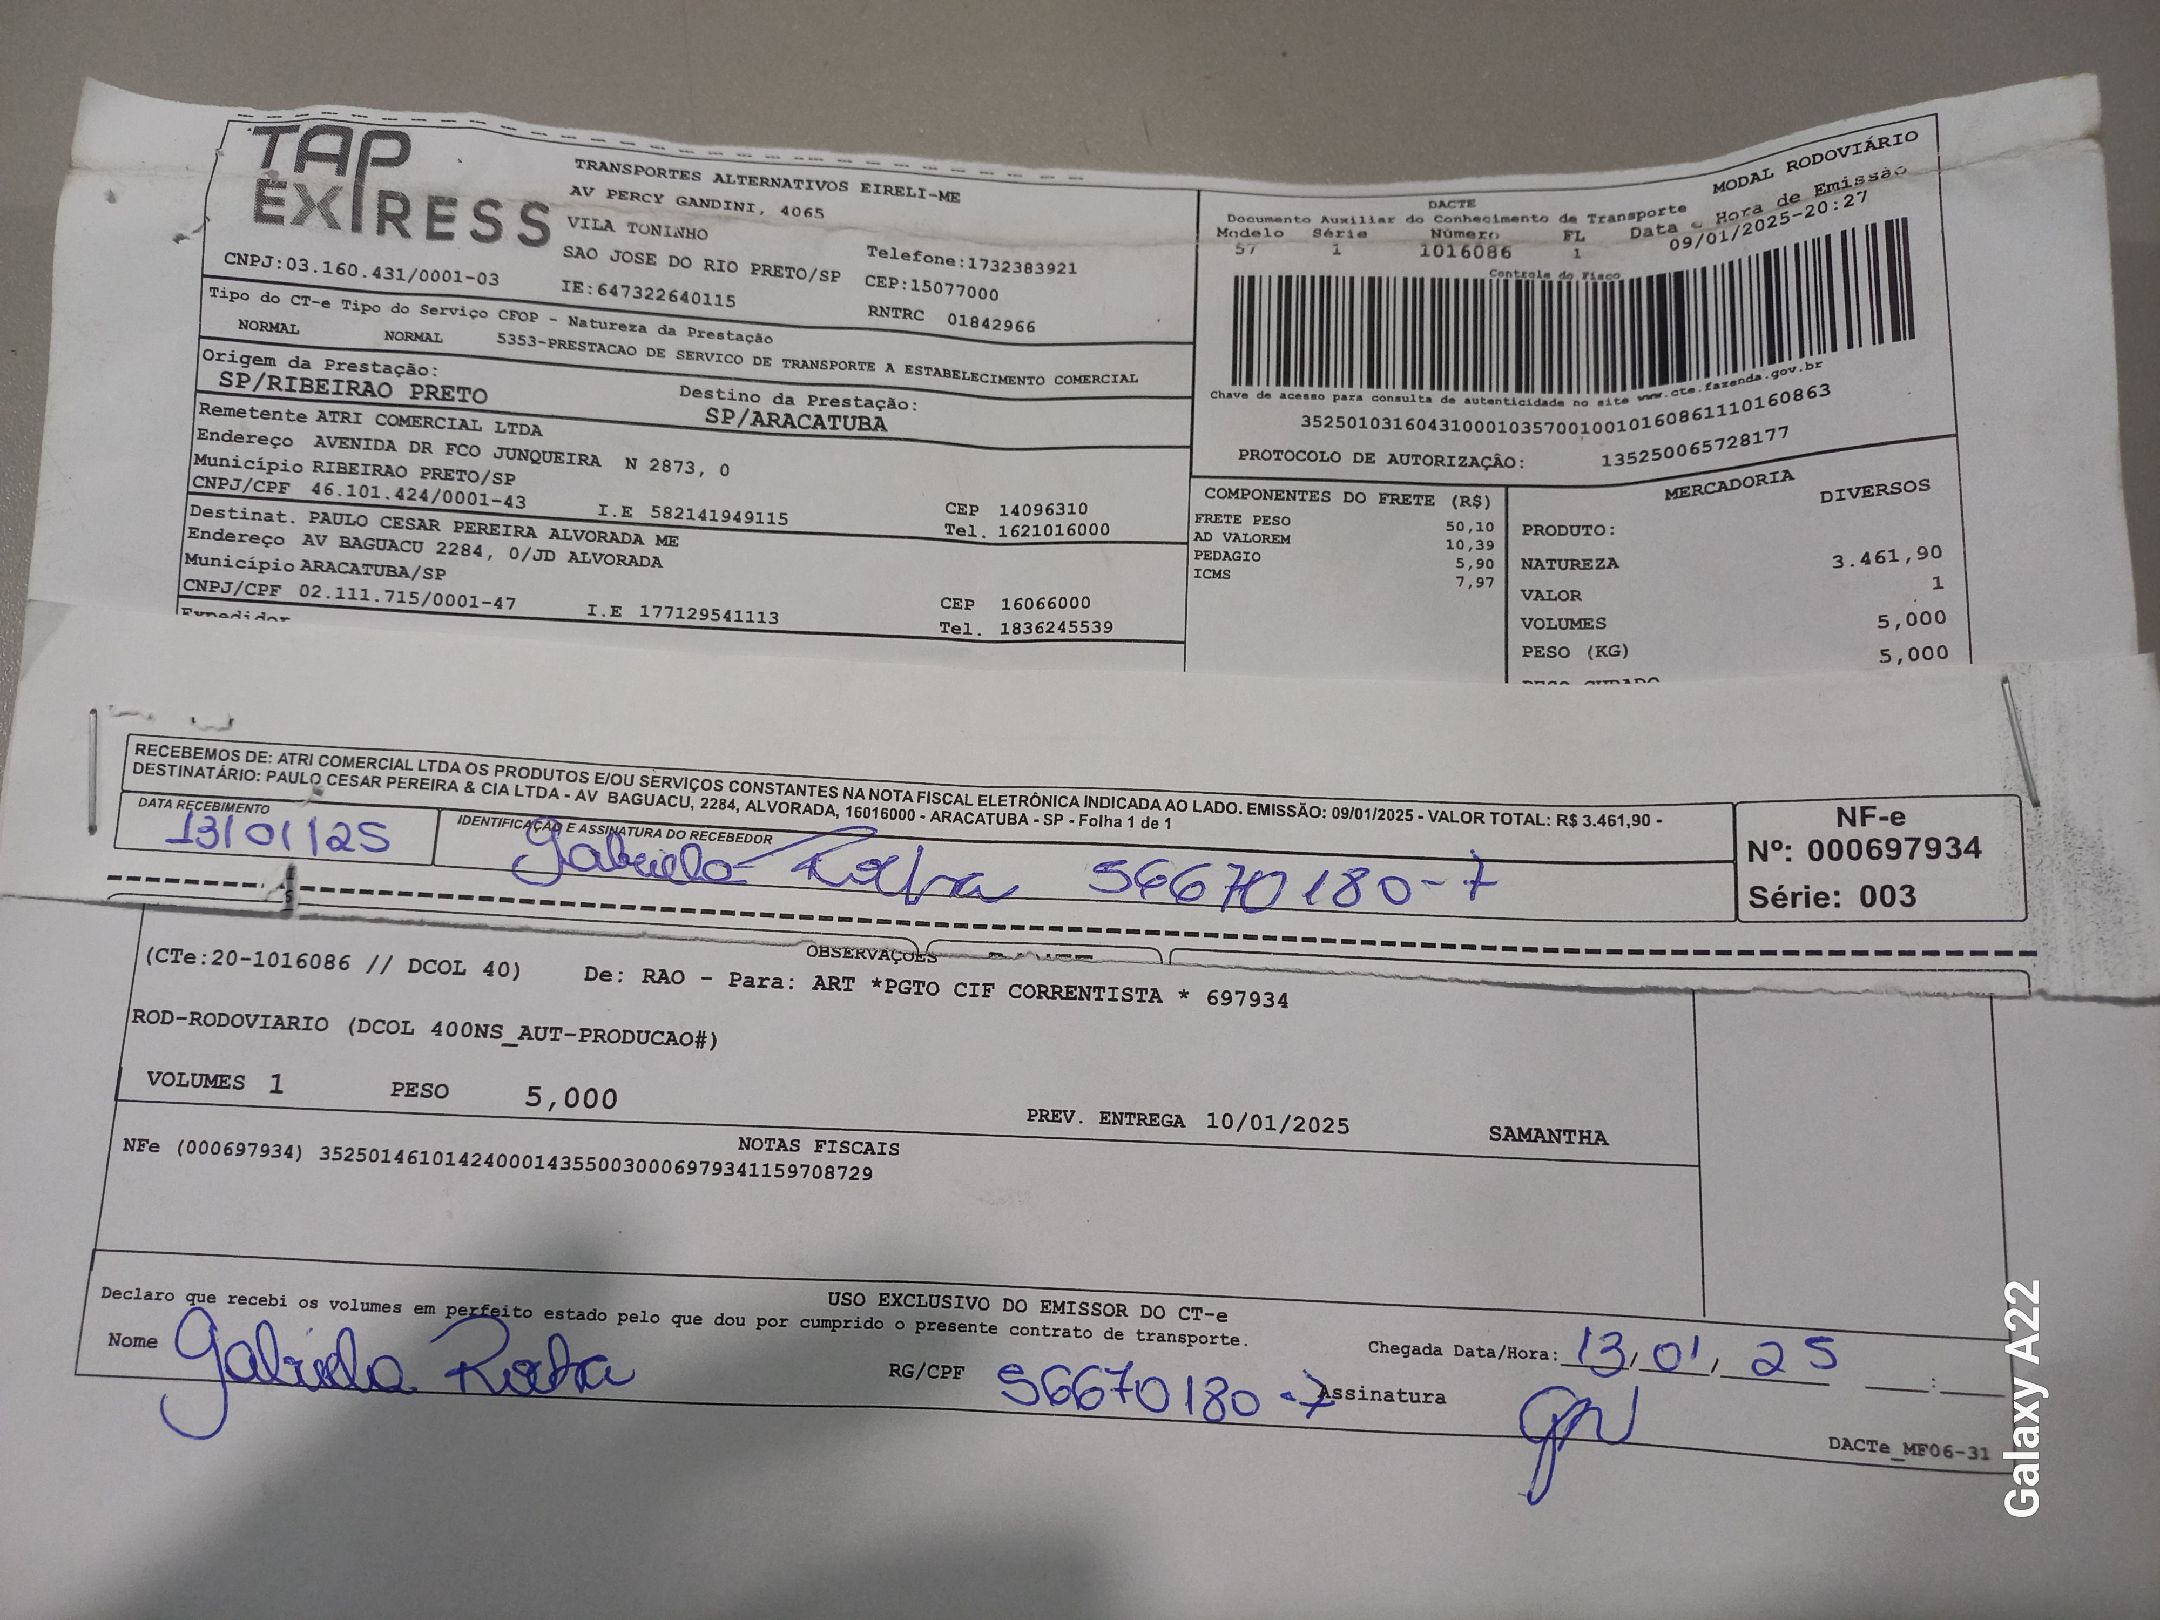 TAP EXPRESS
TRANSPORTES ALTERNATIVOS EIRELI-ME
AV PERCY GANDINI, 4065
VILA TONINHO
SAO JOSE DO RIO PRETO/SP
Telefone:1732383921
CNPJ:03.160.431/0001-03
IE:647322640115
CEP:15077000
RNTRC 01842966
Tipo do CT-e Tipo do Serviço CFOP - Natureza da Prestação
NORMAL NORMAL 5353-PRESTACAO DE SERVICO DE TRANSPORTE A ESTABELECIMENTO COMERCIAL
Origem da Prestação: Destino da Prestação:
SP/RIBEIRAO PRETO SP/ARACATUBA
Remetente ATRI COMERCIAL LTDA
Endereço AVENIDA DR FCO JUNQUEIRA N 2873, 0
Município RIBEIRAO PRETO/SP CEP 14096310
CNPJ/CPF 46.101.424/0001-43 I.E 582141949115 Tel. 1621016000
Destinat. PAULO CESAR PEREIRA ALVORADA ME
Endereço AV BAGUACU 2284, 0/JD ALVORADA
Município ARACATUBA/SP CEP 16066000
CNPJ/CPF 02.111.715/0001-47 I.E 177129541113 Tel. 1836245539
Expedidor
DACTE
MODAL RODOVIÁRIO
Documento Auxiliar do Conhecimento de Transporte
Modelo Série Número FL Data e Hora de Emissão
57 1 1016086 1 09/01/2025-20:27
Controle do Fisco
Chave de acesso para consulta de autenticidade no site www.cte.fazenda.gov.br
35250103160431000103570010010160861110160863
PROTOCOLO DE AUTORIZAÇÃO: 135250065728177
COMPONENTES DO FRETE (R$)
FRETE PESO 50,10
AD VALOREM 10,39
PEDAGIO 5,90
ICMS 7,97
MERCADORIA
PRODUTO: DIVERSOS
NATUREZA
VALOR 3.461,90
VOLUMES 1
PESO (KG) 5,000
PESO CUBADO 5,000
RECEBEMOS DE: ATRI COMERCIAL LTDA OS PRODUTOS E/OU SERVIÇOS CONSTANTES NA NOTA FISCAL ELETRÔNICA INDICADA AO LADO. EMISSÃO: 09/01/2025 - VALOR TOTAL: R$ 3.461,90 -
DESTINATÁRIO: PAULO CESAR PEREIRA & CIA LTDA - AV BAGUACU, 2284, ALVORADA, 16016000 - ARACATUBA - SP - Folha 1 de 1
DATA RECEBIMENTO IDENTIFICAÇÃO E ASSINATURA DO RECEBEDOR
13/01/25 Gabriela Rocha 56670180-7
NF-e
Nº: 000697934
Série: 003
OBSERVAÇOES
(CTe:20-1016086 // DCOL 40) De: RAO - Para: ART *PGTO CIF CORRENTISTA * 697934
ROD-RODOVIARIO (DCOL 400NS_AUT-PRODUCAO#)
VOLUMES 1 PESO 5,000 PREV. ENTREGA 10/01/2025 SAMANTHA
NOTAS FISCAIS
NFe (000697934) 35250146101424000143550030006979341159708729
USO EXCLUSIVO DO EMISSOR DO CT-e
Declaro que recebi os volumes em perfeito estado pelo que dou por cumprido o presente contrato de transporte.
Nome Gabriela Rocha RG/CPF 56670180-7 Assinatura
Chegada Data/Hora: 13/01/25 :
DACTe_MF06-31
Galaxy A22